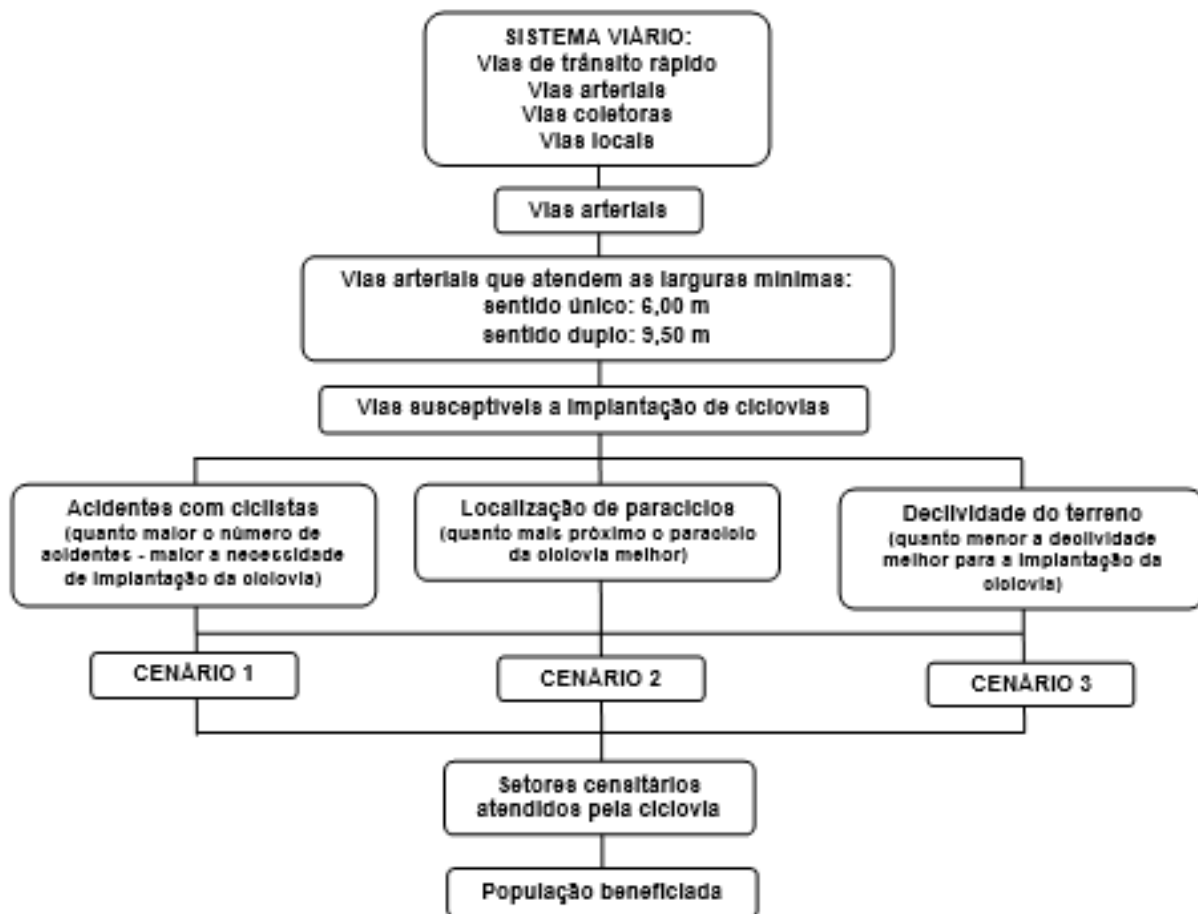 SISTEMA VIÁRIO:
Vias de trânsito rápido
Vias arteriais
Vias coletoras
Vias locais
Vias arteriais
Vias arteriais que atendem as larguras mínimas:
sentido único: 6,00 m
sentido duplo: 9,50 m
Vias susceptíveis a implantação de ciclovias
Acidentes com ciclistas
(quanto maior o número de
acidentes - maior a necessidade
de implantação da ciclovia)
Localização de paraciclos
(quanto mais próximo o paraciclo
da ciclovia melhor)
Declividade do terreno
(quanto menor a declividade
melhor para a implantação da
ciclovia)
CENÁRIO 1
CENÁRIO 2
CENÁRIO 3
Setores censitários
atendidos pela ciclovia
População beneficiada